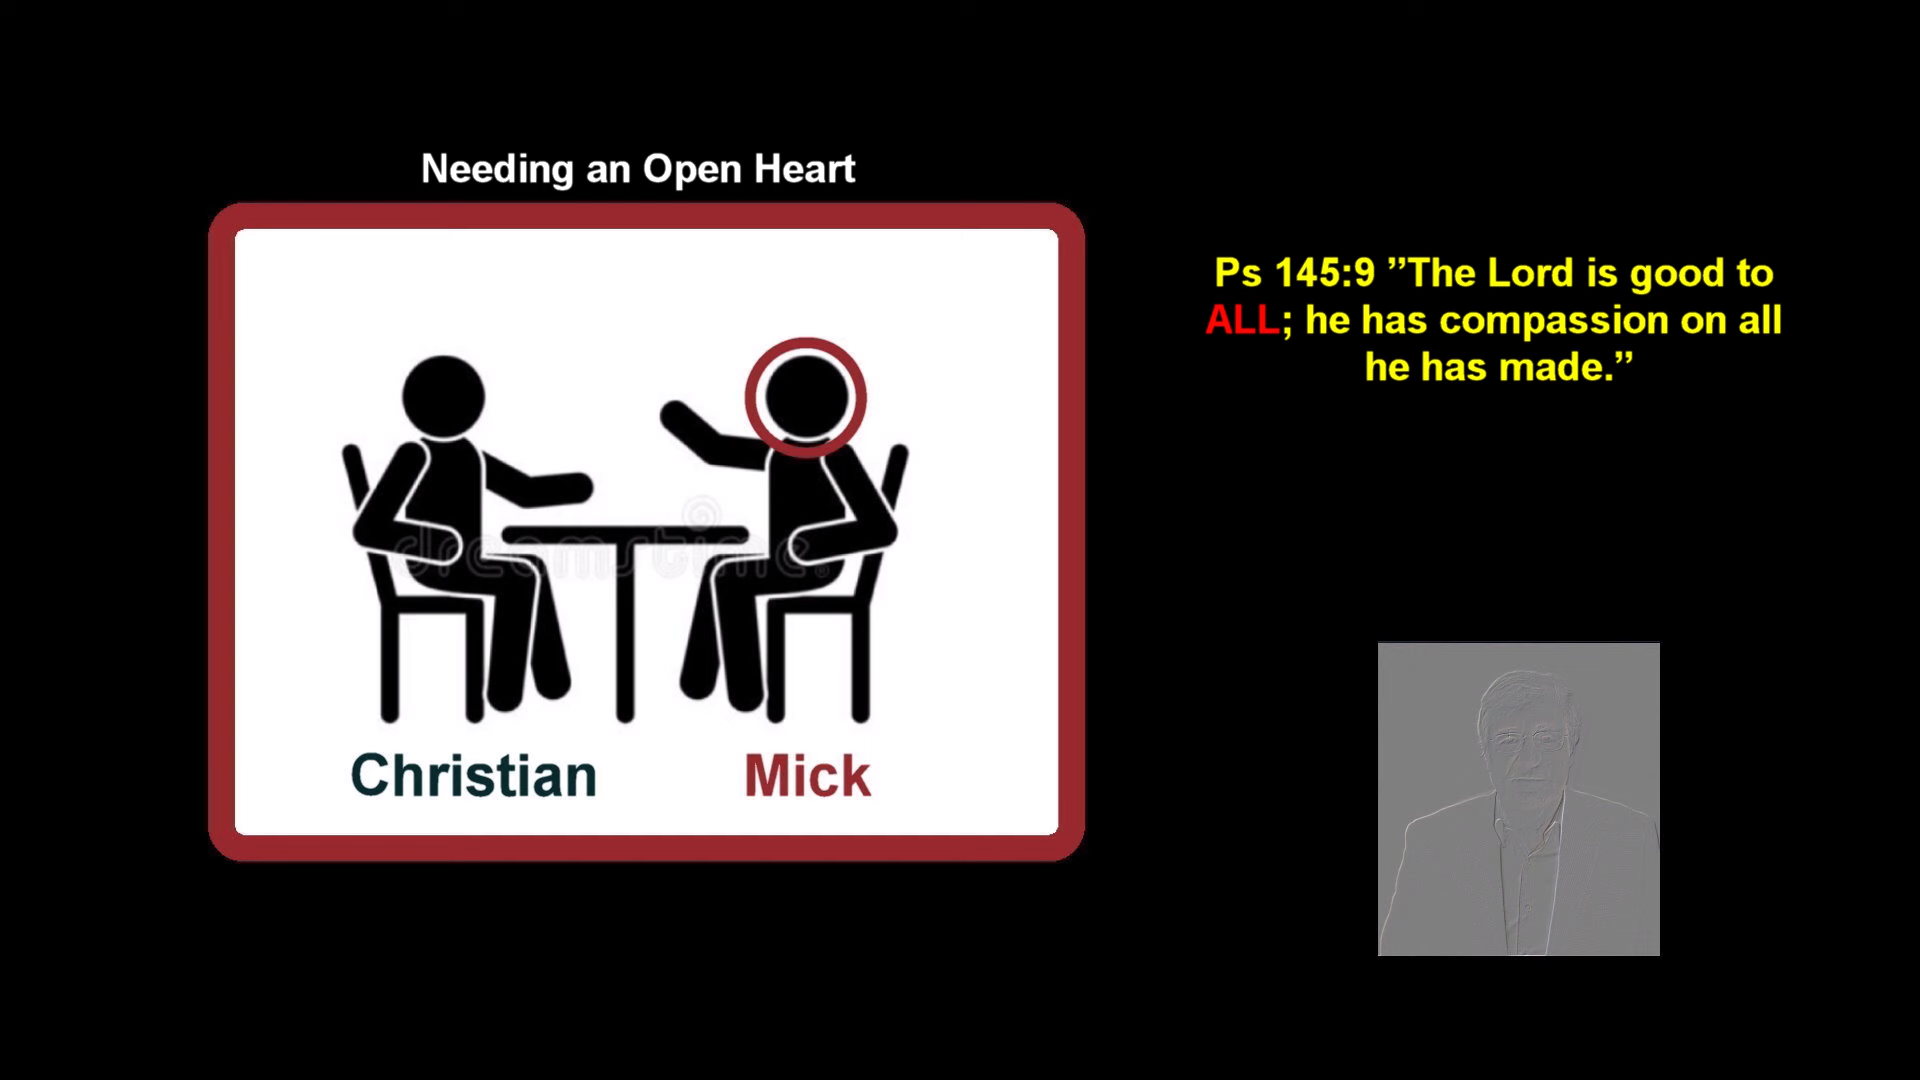 Needing an Open Heart
Ps 145:9 ”The Lord is good to
ALL; he has compassion on all
he has made.”
dreamstime.
Christian
Mick